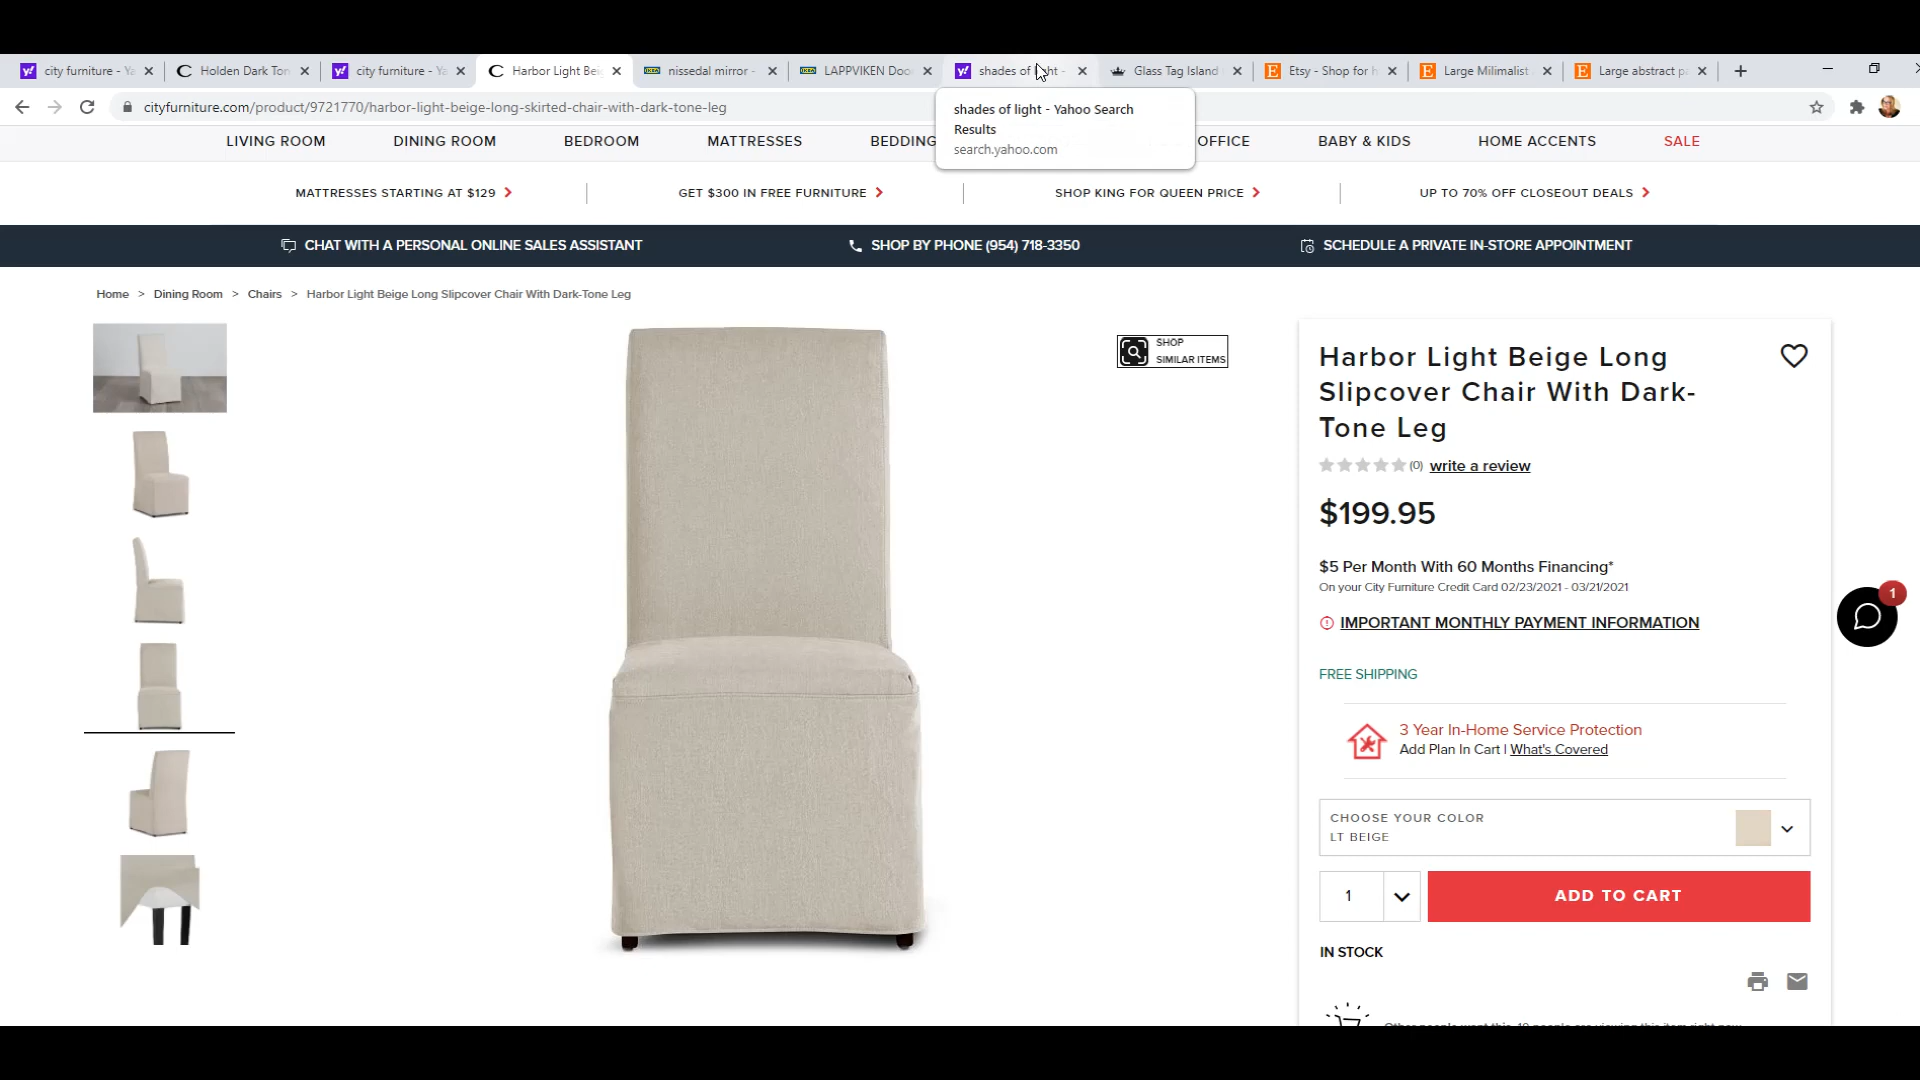 city furniture - Ya
Holden Dark Ton
city furniture - Ya
Harbor Light Bei
nissedal mirror -
LAPPVIKEN Doo
shades of light -
Glass Tag Island
Etsy - Shop for h
Large Milimalist
Large abstract pa
cityfurniture.com/product/9721770/harbor-light-beige-long-skirted-chair-with-dark-tone-leg
shades of light - Yahoo Search
Results
search.yahoo.com
LIVING ROOM DINING ROOM BEDROOM MATTRESSES BEDDING OFFICE BABY & KIDS HOME ACCENTS SALE
MATTRESSES STARTING AT $129 GET $300 IN FREE FURNITURE SHOP KING FOR QUEEN PRICE UP TO 70% OFF CLOSEOUT DEALS
CHAT WITH A PERSONAL ONLINE SALES ASSISTANT SHOP BY PHONE (954) 718-3350 SCHEDULE A PRIVATE IN-STORE APPOINTMENT
Home > Dining Room > Chairs > Harbor Light Beige Long Slipcover Chair With Dark-Tone Leg
SHOP
SIMILAR ITEMS
Harbor Light Beige Long
Slipcover Chair With Dark-
Tone Leg
(0) write a review
$199.95
$5 Per Month With 60 Months Financing*
On your City Furniture Credit Card 02/23/2021 - 03/21/2021
IMPORTANT MONTHLY PAYMENT INFORMATION
1
FREE SHIPPING
3 Year In-Home Service Protection
Add Plan In Cart | What's Covered
CHOOSE YOUR COLOR
LT BEIGE
1
ADD TO CART
IN STOCK